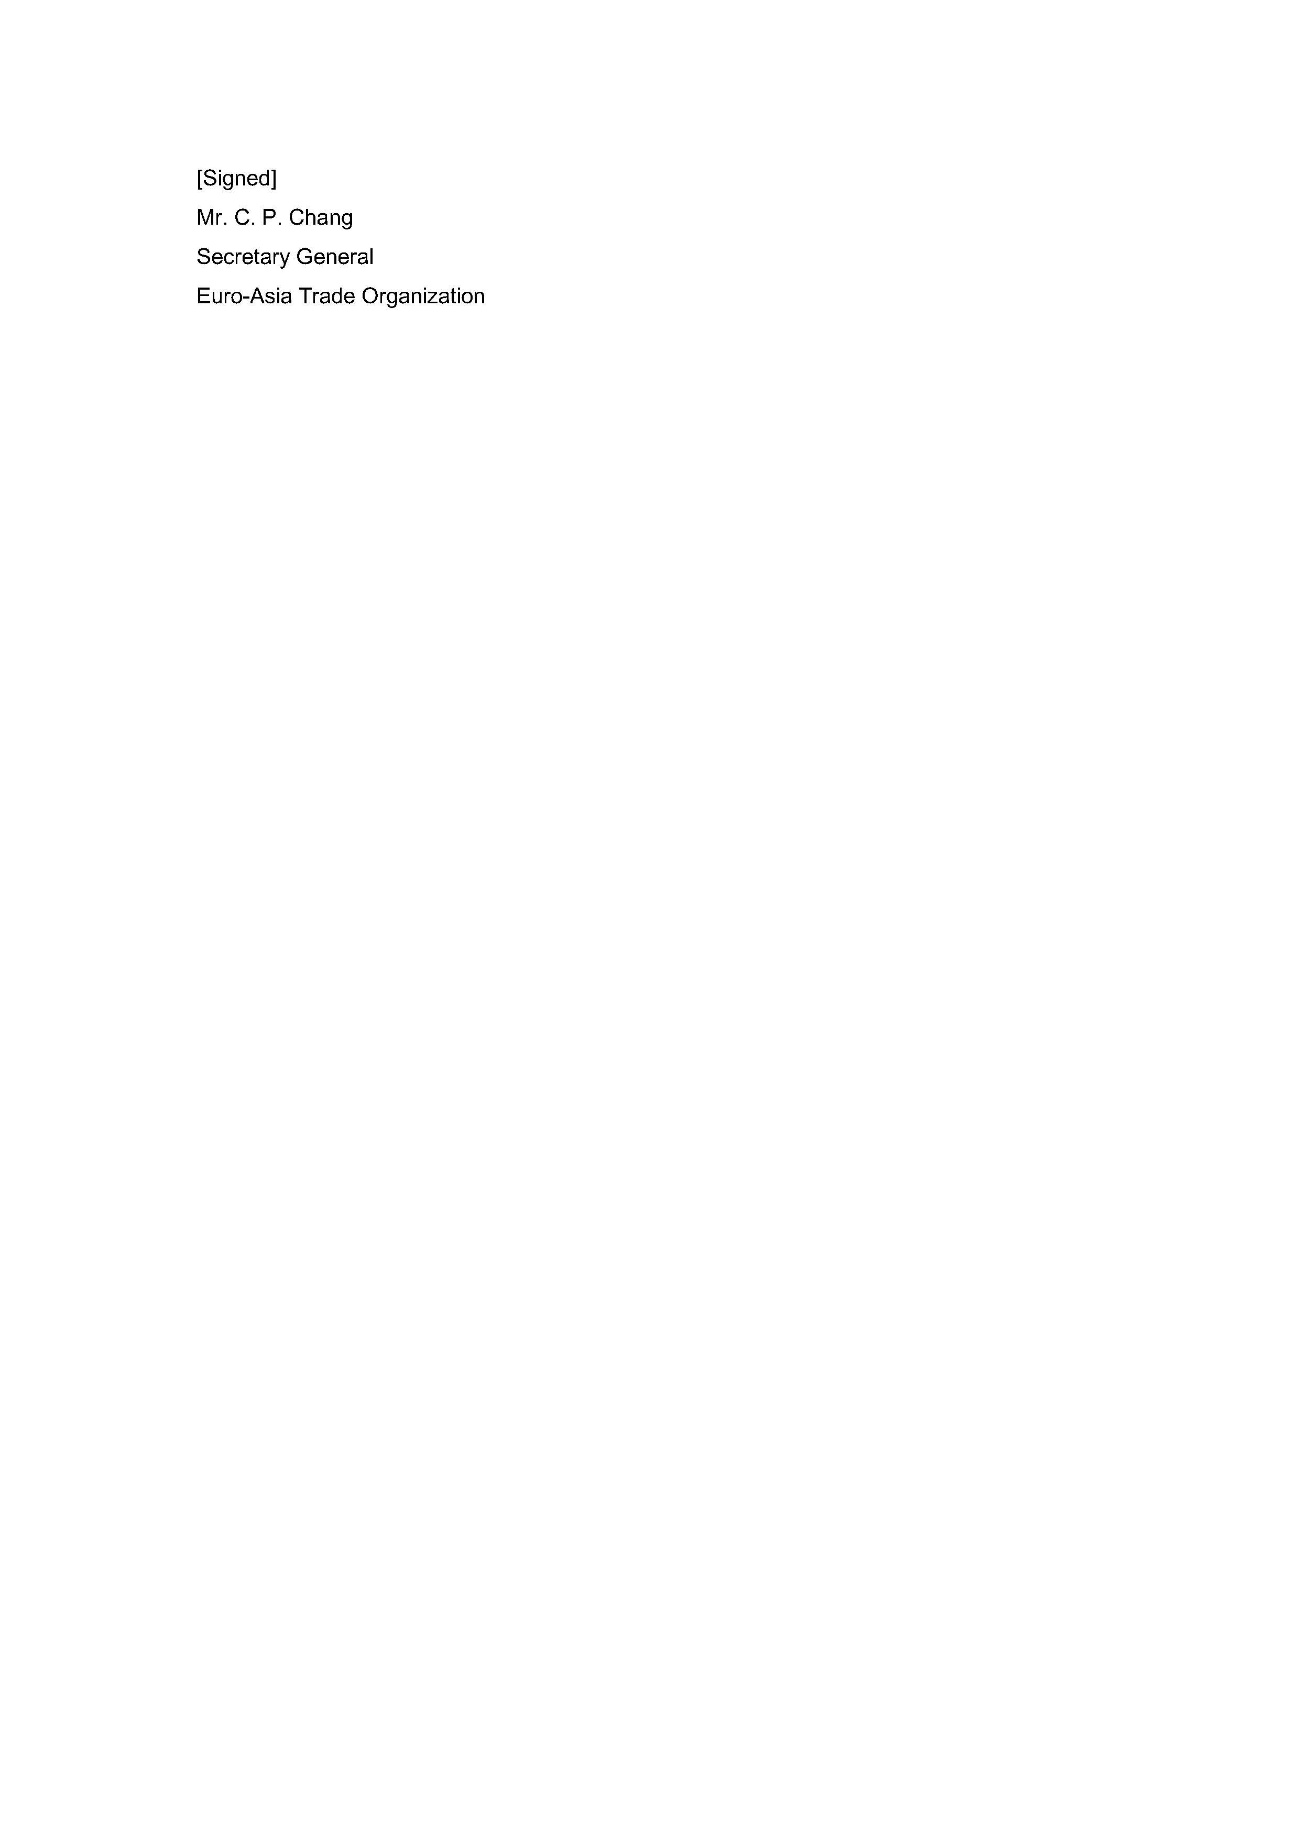 [Signed]
Mr. C. P. Chang
Secretary General
Euro-Asia Trade Organization